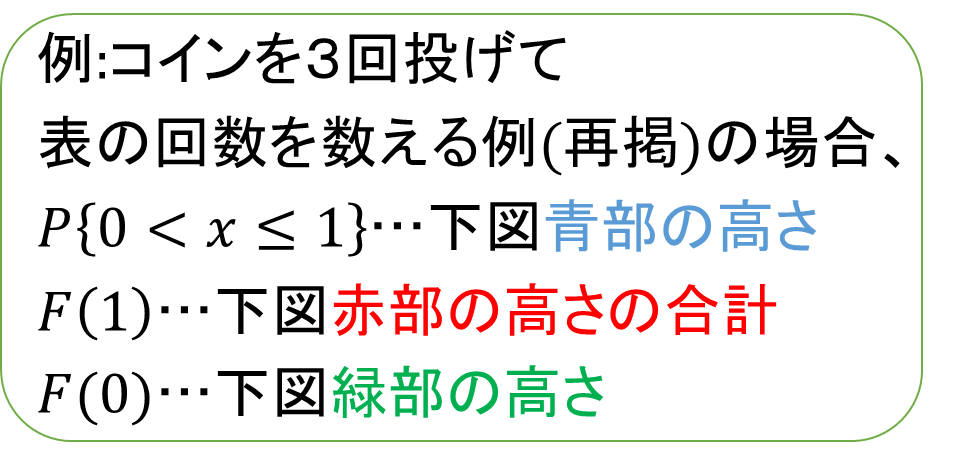 例:コインを３回投げて
表の回数を数える例(再掲)の場合、
P{0 < x ≤ 1}…下図青部の高さ
F(1)…下図赤部の高さの合計
F(0)…下図緑部の高さ